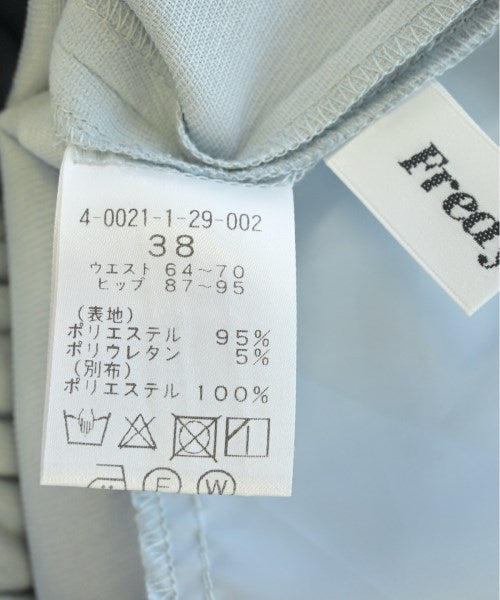 4-0021-1-29-002
38
ウエスト 64～70
ヒップ 87～95
(表地)
ポリエステル 95%
ポリウレタン 5%
(別布)
ポリエステル 100%
F W
Fredy